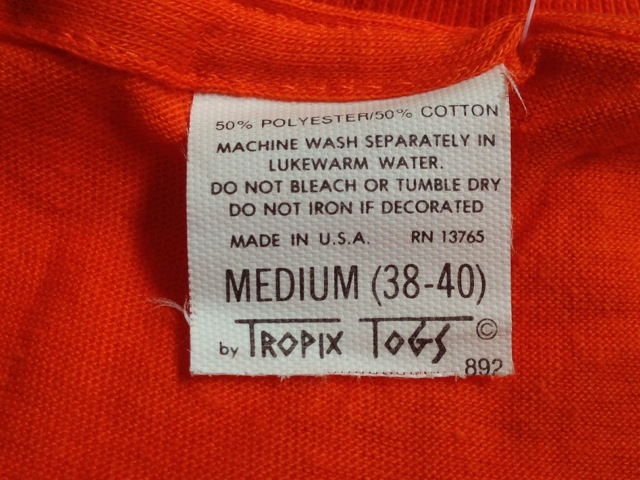 50% POLYESTER/50% COTTON
MACHINE WASH SEPARATELY IN
LUKEWARM WATER.
DO NOT BLEACH OR TUMBLE DRY
DO NOT IRON IF DECORATED
MADE IN U.S.A. RN 13765
MEDIUM (38-40)
by TROPIX TOGS ©
892